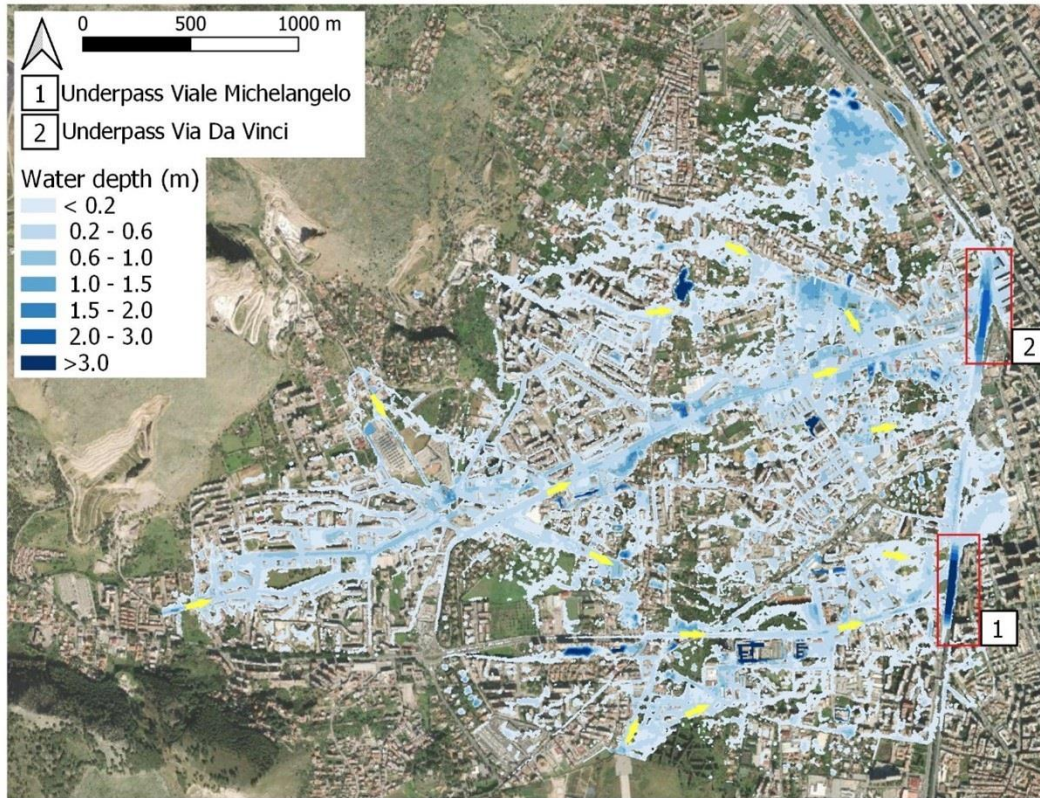 0 500 1000 m
1 Underpass Viale Michelangelo
2 Underpass Via Da Vinci
Water depth (m)
< 0.2
0.2 - 0.6
0.6 - 1.0
1.0 - 1.5
1.5 - 2.0
2.0 - 3.0
>3.0
2
1